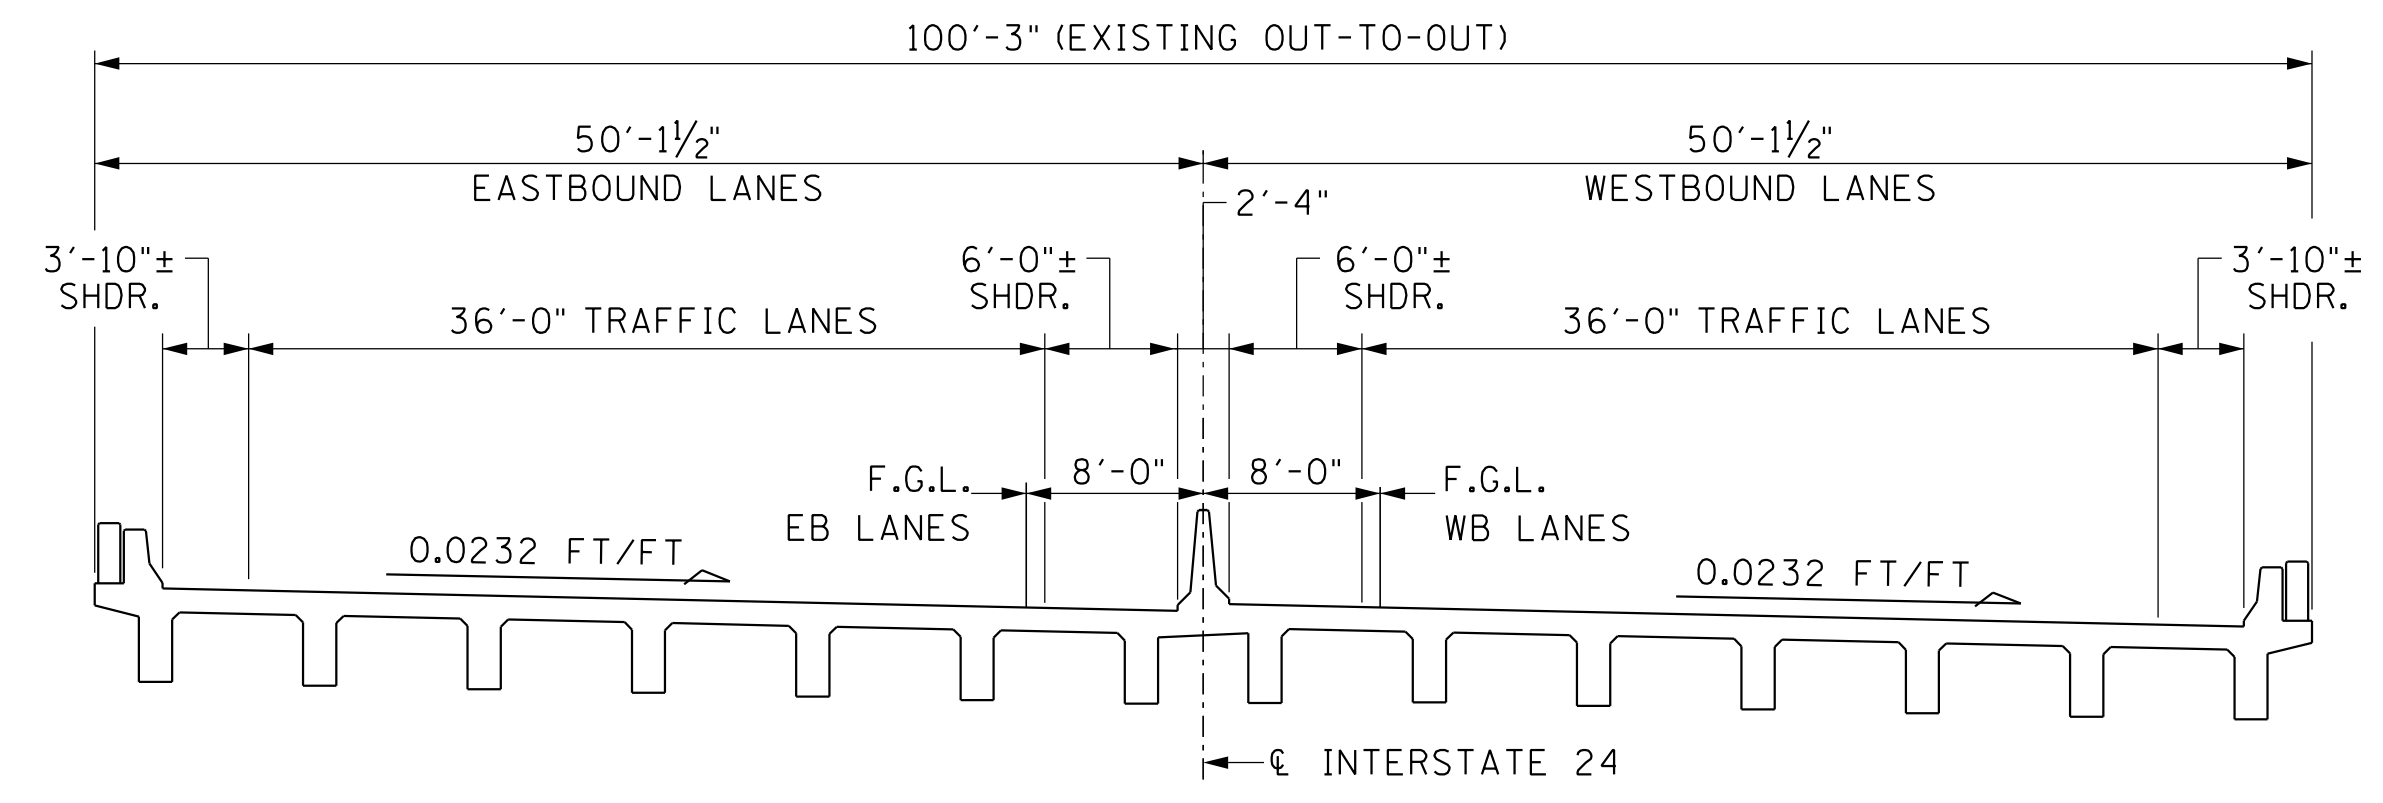 100'-3" (EXISTING OUT-TO-OUT)
50'-1½"
EASTBOUND LANES
50'-1½"
WESTBOUND LANES
2'-4"
3'-10"±
SHDR.
36'-0" TRAFFIC LANES
6'-0"±
SHDR.
6'-0"±
SHDR.
36'-0" TRAFFIC LANES
3'-10"±
SHDR.
F.G.L.
EB LANES
8'-0"
8'-0"
F.G.L.
WB LANES
0.0232 FT/FT
0.0232 FT/FT
℄ INTERSTATE 24